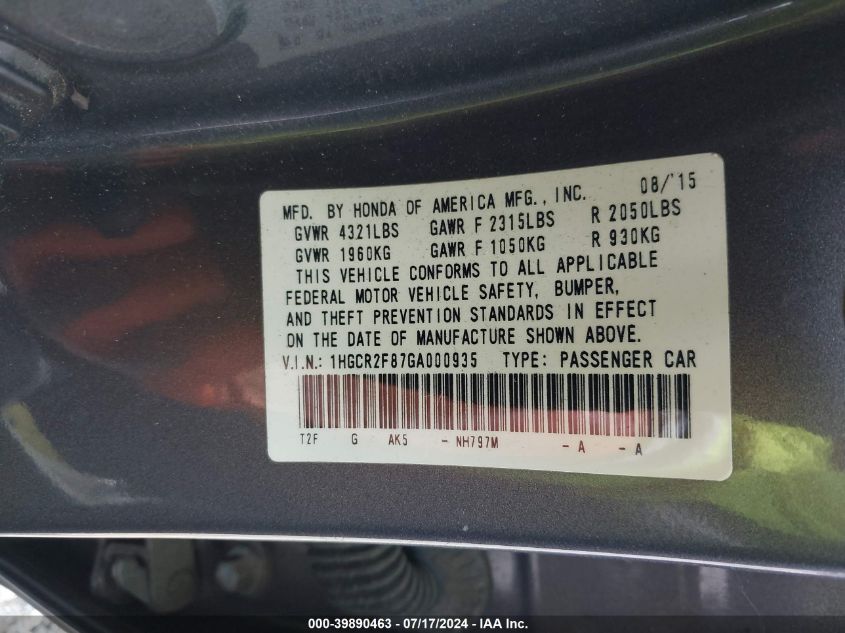 MFD. BY HONDA OF AMERICA MFG., INC. 08/'15
GVWR 4321LBS GAWR F 2315LBS R 2050LBS
GVWR 1960KG GAWR F 1050KG R 930KG
THIS VEHICLE CONFORMS TO ALL APPLICABLE
FEDERAL MOTOR VEHICLE SAFETY, BUMPER,
AND THEFT PREVENTION STANDARDS IN EFFECT
ON THE DATE OF MANUFACTURE SHOWN ABOVE.
V.I.N.: 1HGCR2F87GA000935 TYPE: PASSENGER CAR
T2F G AK5 - NH797M - A - A
000-39890463 - 07/17/2024 - IAA Inc.